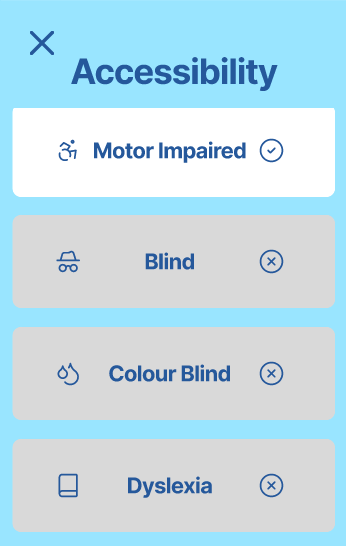 Accessibility
Motor Impaired
Blind
Colour Blind
Dyslexia